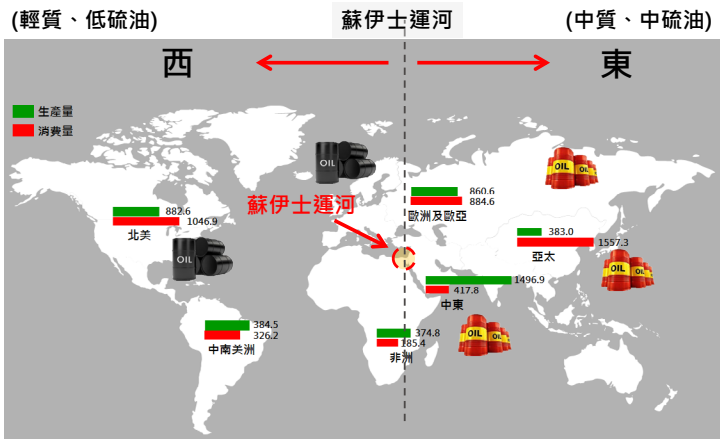 (輕質、低硫油)
蘇伊士運河
(中質、中硫油)
西
東
生產量
消費量
OIL
OIL
OIL
860.6
884.6
歐洲及歐亞
蘇伊士運河
882.6
1046.9
北美
383.0
1557.3
亞太
OIL
OIL
OIL
OIL
1496.9
417.8
中東
384.5
326.2
中南美洲
374.8
185.4
非洲
OIL
OIL